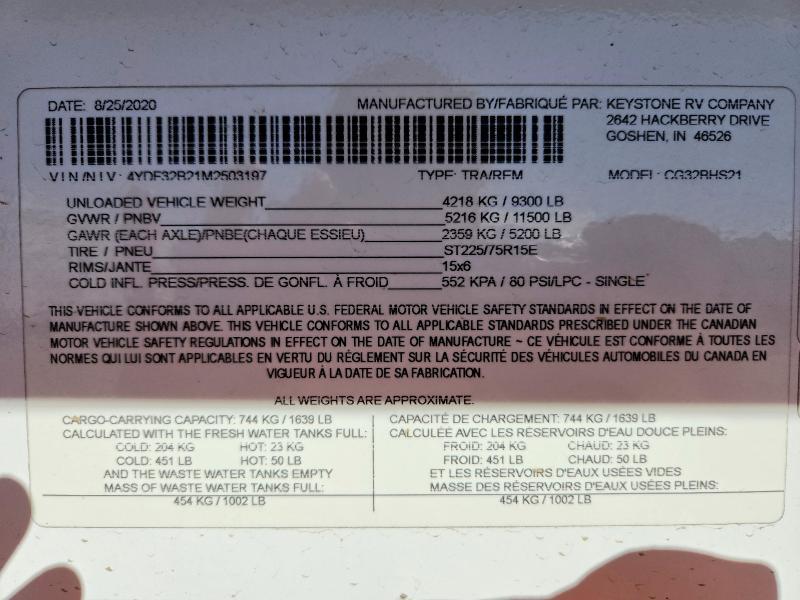 DATE: 8/25/2020 MANUFACTURED BY/FABRIQUÉ PAR: KEYSTONE RV COMPANY
2642 HACKBERRY DRIVE
GOSHEN, IN 46526
V I N /N I V : 4YDF32B21M2503197 TYPE: TRA/REM MODEL: CG32BHS21
UNLOADED VEHICLE WEIGHT 4218 KG / 9300 LB
GVWR / PNBV 5216 KG / 11500 LB
GAWR (EACH AXLE)/PNBE(CHAQUE ESSIEU) 2359 KG / 5200 LB
TIRE / PNEU ST225/75R15E
RIMS/JANTE 15x6
COLD INFL. PRESS/PRESS. DE GONFL. À FROID 552 KPA / 80 PSI/LPC - SINGLE
THIS VEHICLE CONFORMS TO ALL APPLICABLE U.S. FEDERAL MOTOR VEHICLE SAFETY STANDARDS IN EFFECT ON THE DATE OF
MANUFACTURE SHOWN ABOVE. THIS VEHICLE CONFORMS TO ALL APPLICABLE STANDARDS PRESCRIBED UNDER THE CANADIAN
MOTOR VEHICLE SAFETY REGULATIONS IN EFFECT ON THE DATE OF MANUFACTURE ~ CE VÉHICULE EST CONFORME À TOUTES LES
NORMES QUI LUI SONT APPLICABLES EN VERTU DU RÉGLEMENT SUR LA SÉCURITÉ DES VÉHICULES AUTOMOBILES DU CANADA EN
VIGUEUR À LA DATE DE SA FABRICATION.
ALL WEIGHTS ARE APPROXIMATE.
CARGO-CARRYING CAPACITY: 744 KG / 1639 LB
CALCULATED WITH THE FRESH WATER TANKS FULL:
COLD: 204 KG HOT: 23 KG
COLD: 451 LB HOT: 50 LB
AND THE WASTE WATER TANKS EMPTY
MASS OF WASTE WATER TANKS FULL:
454 KG / 1002 LB
CAPACITÉ DE CHARGEMENT: 744 KG / 1639 LB
CALCULÉE AVEC LES RÉSERVOIRS D'EAU DOUCE PLEINS:
FROID: 204 KG CHAUD: 23 KG
FROID: 451 LB CHAUD: 50 LB
ET LES RÉSERVOIRS D'EAUX USÉES VIDES
MASSE DES RÉSERVOIRS D'EAUX USÉES PLEINS:
454 KG / 1002 LB